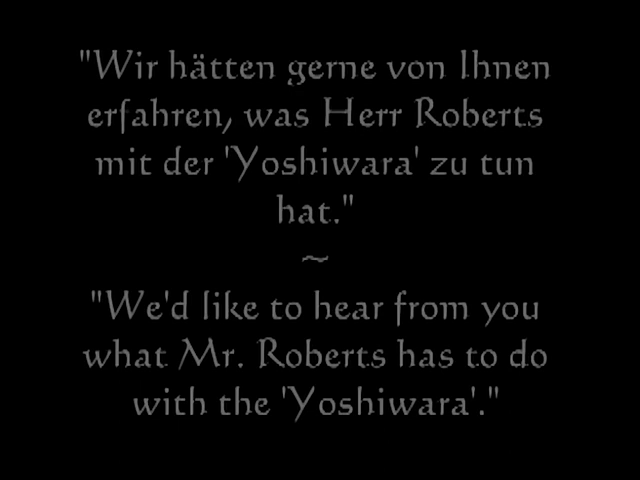 "Wir hätten gerne von Ihnen
erfahren, was Herr Roberts
mit der 'Yoshiwara' zu tun
hat."
~
"We'd like to hear from you
what Mr. Roberts has to do
with the 'Yoshiwara'."